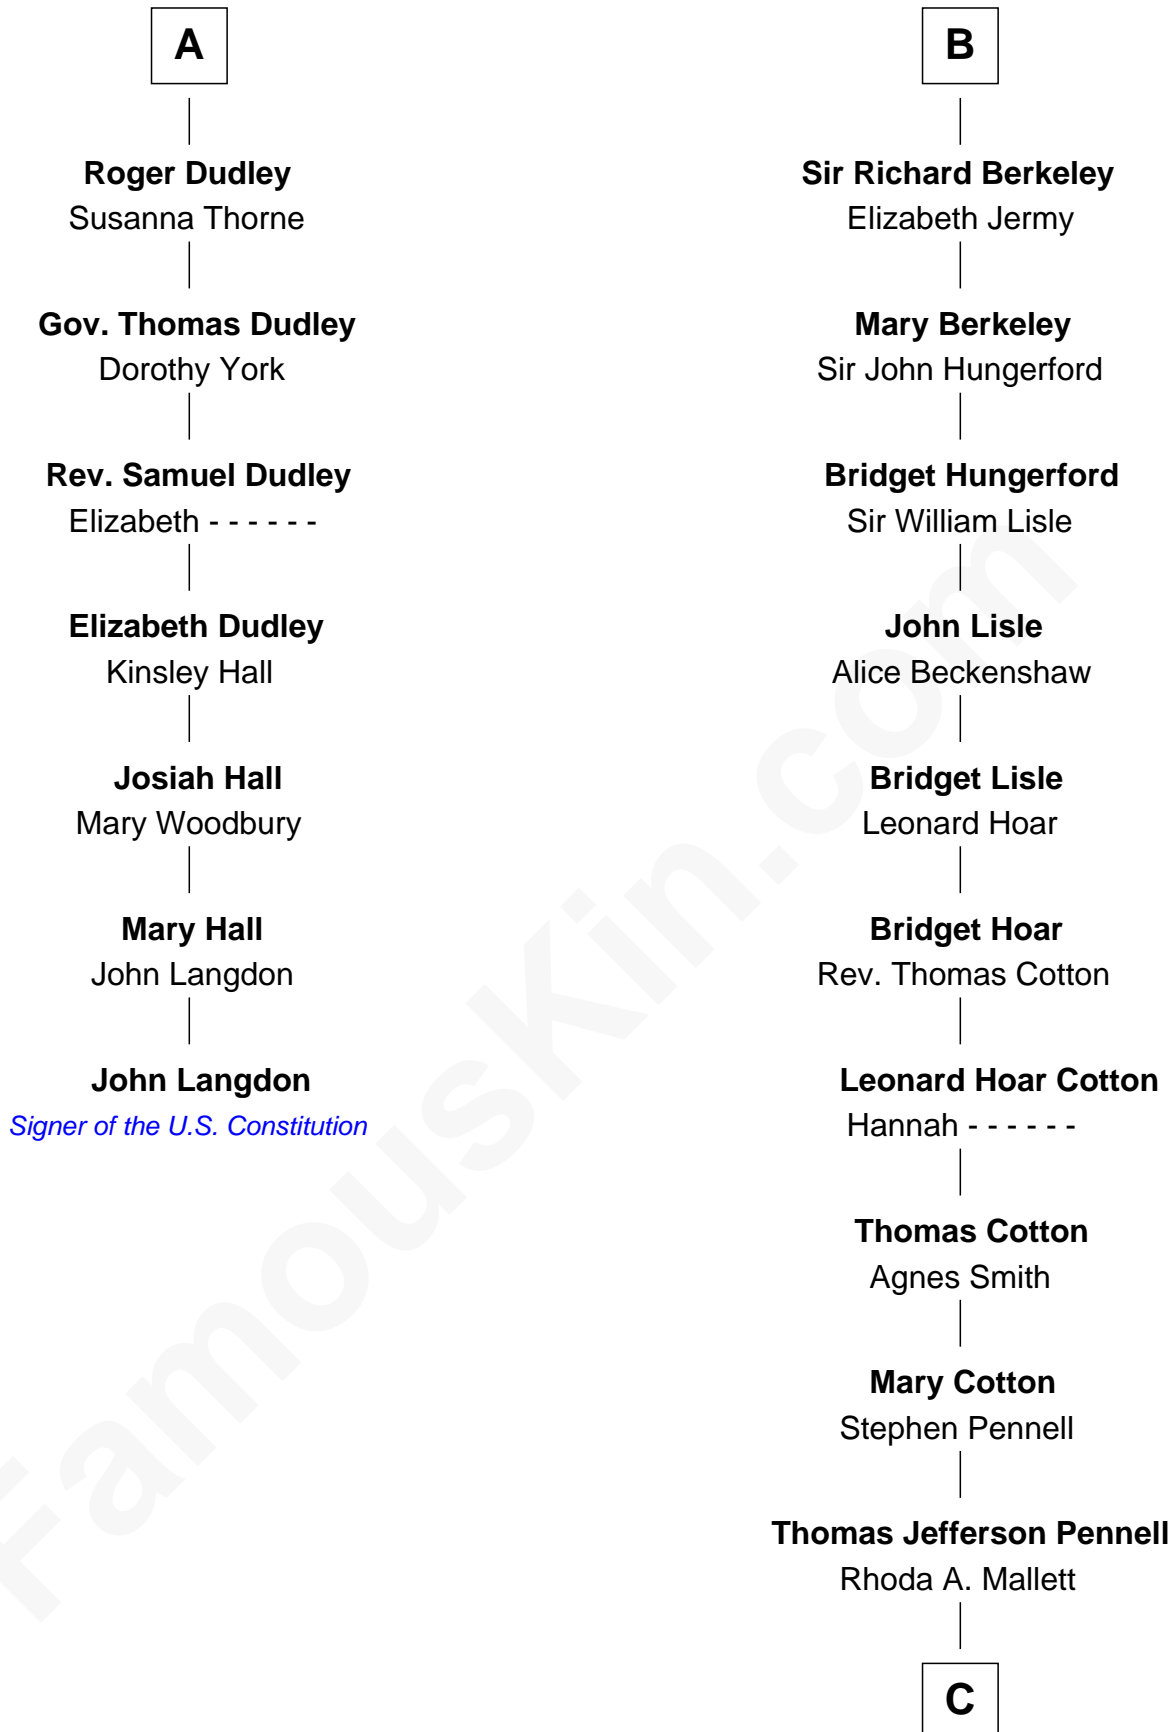 A
Roger Dudley
Susanna Thorne
Gov. Thomas Dudley
Dorothy York
Rev. Samuel Dudley
Elizabeth - - - - - -
Elizabeth Dudley
Kinsley Hall
Josiah Hall
Mary Woodbury
Mary Hall
John Langdon
John Langdon
Signer of the U.S. Constitution
B
Sir Richard Berkeley
Elizabeth Jermy
Mary Berkeley
Sir John Hungerford
Bridget Hungerford
Sir William Lisle
John Lisle
Alice Beckenshaw
Bridget Lisle
Leonard Hoar
Bridget Hoar
Rev. Thomas Cotton
Leonard Hoar Cotton
Hannah - - - - - -
Thomas Cotton
Agnes Smith
Mary Cotton
Stephen Pennell
Thomas Jefferson Pennell
Rhoda A. Mallett
C
FamousKin.com